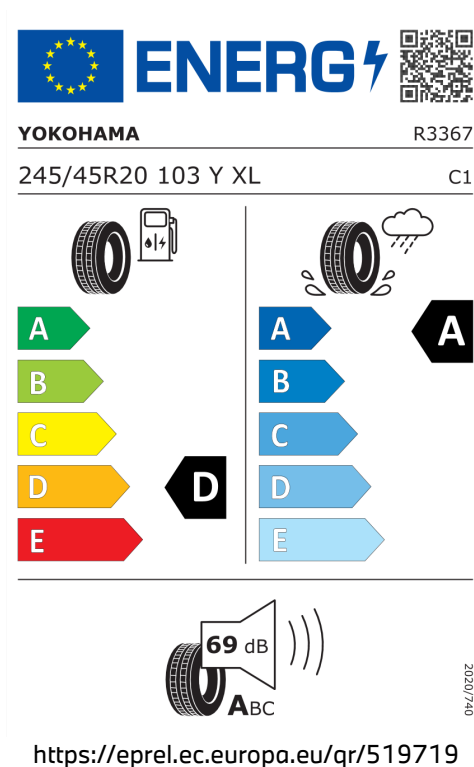 ENERG
YOKOHAMA R3367
245/45R20 103 Y XL C1
A A A
B B
C C
D D D
E E
69 dB
ABC
2020/740
https://eprel.ec.europa.eu/qr/519719